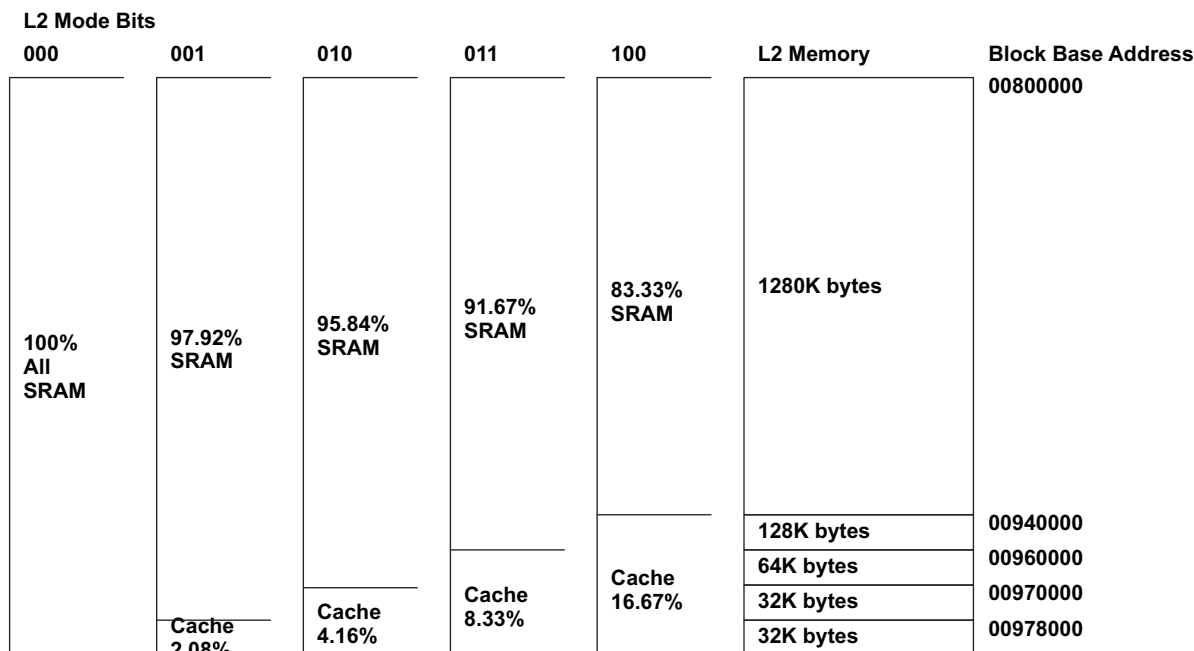 L2 Mode Bits
000 001 010 011 100 L2 Memory Block Base Address
00800000
100%
All
SRAM
97.92%
SRAM
95.84%
SRAM
91.67%
SRAM
83.33%
SRAM
1280K bytes
00940000
128K bytes
00960000
64K bytes
00970000
32K bytes
00978000
32K bytes
Cache
2.08%
Cache
4.16%
Cache
8.33%
Cache
16.67%